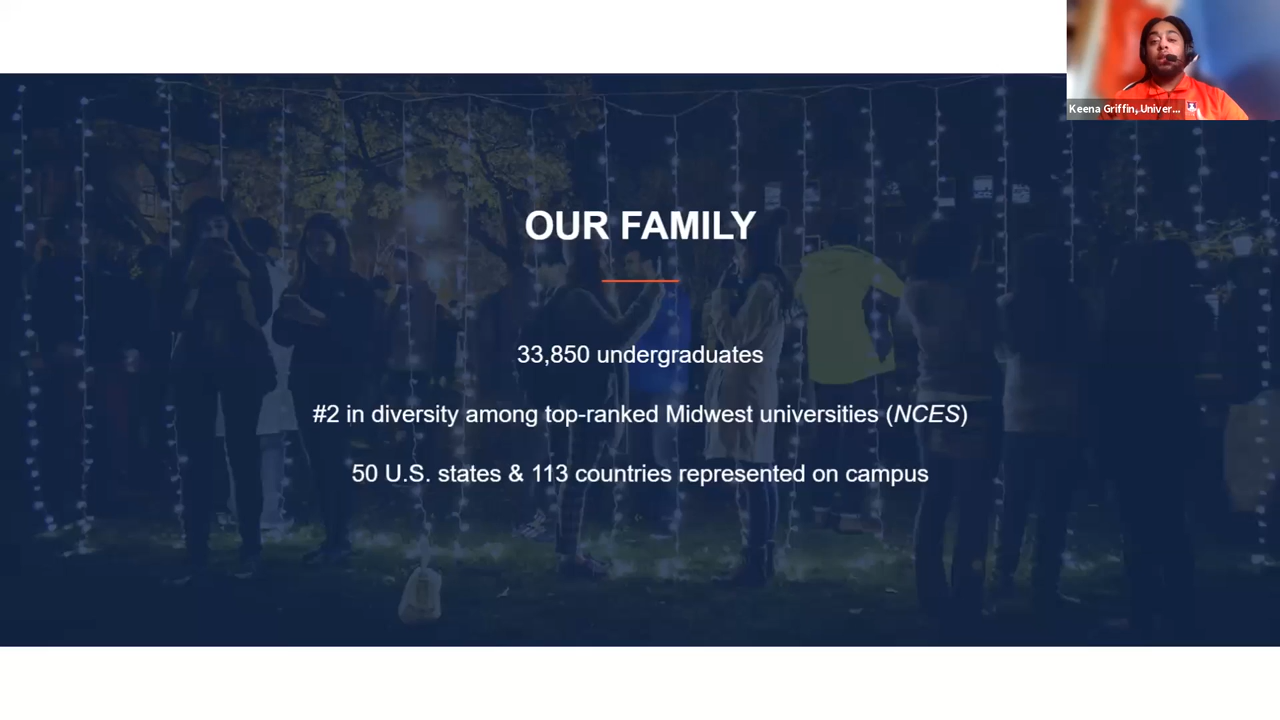 Keena Griffin, Univer...
OUR FAMILY
33,850 undergraduates
#2 in diversity among top-ranked Midwest universities (NCES)
50 U.S. states & 113 countries represented on campus